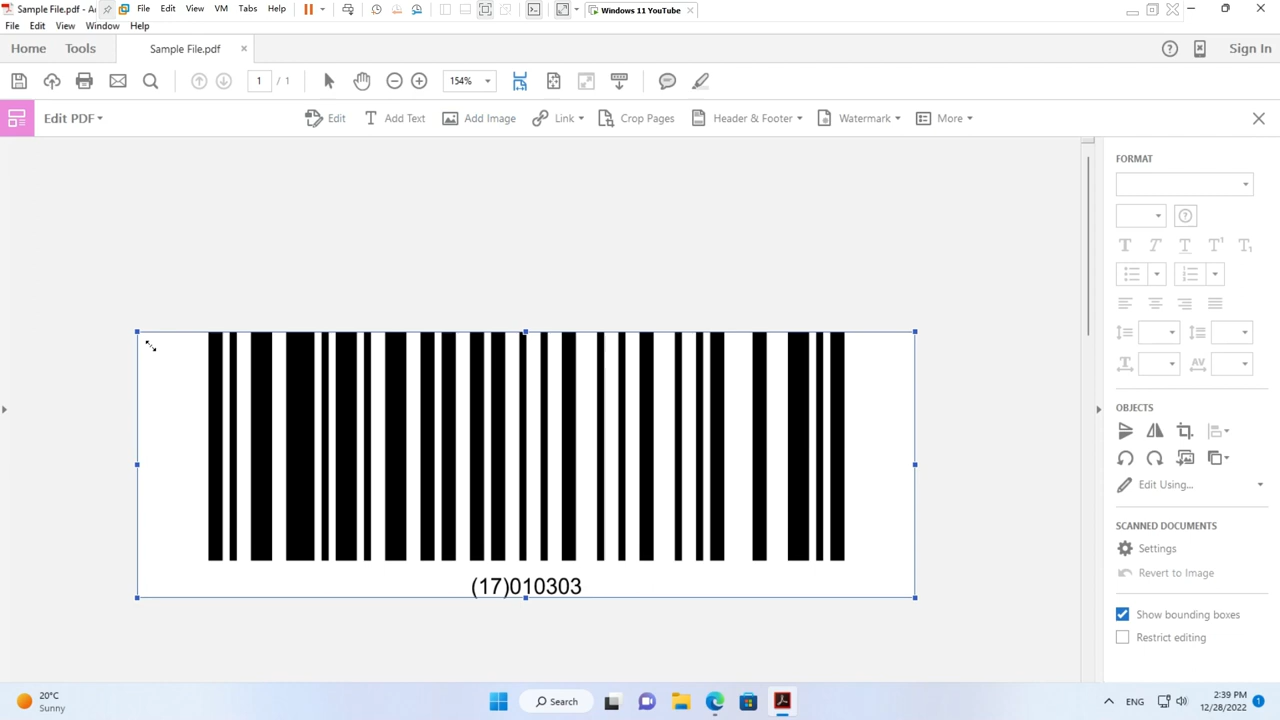 Sample File.pdf - Ad
File Edit View VM Tabs Help
Windows 11 YouTube
File Edit View Window Help
Home Tools Sample File.pdf Sign In
1 / 1 154%
Edit PDF Edit Add Text Add Image Link Crop Pages Header & Footer Watermark More
FORMAT
OBJECTS
Edit Using...
SCANNED DOCUMENTS
Settings
Revert to Image
Show bounding boxes
Restrict editing
(17)010303
20°C
Sunny
Search
ENG
2:39 PM
12/28/2022
1